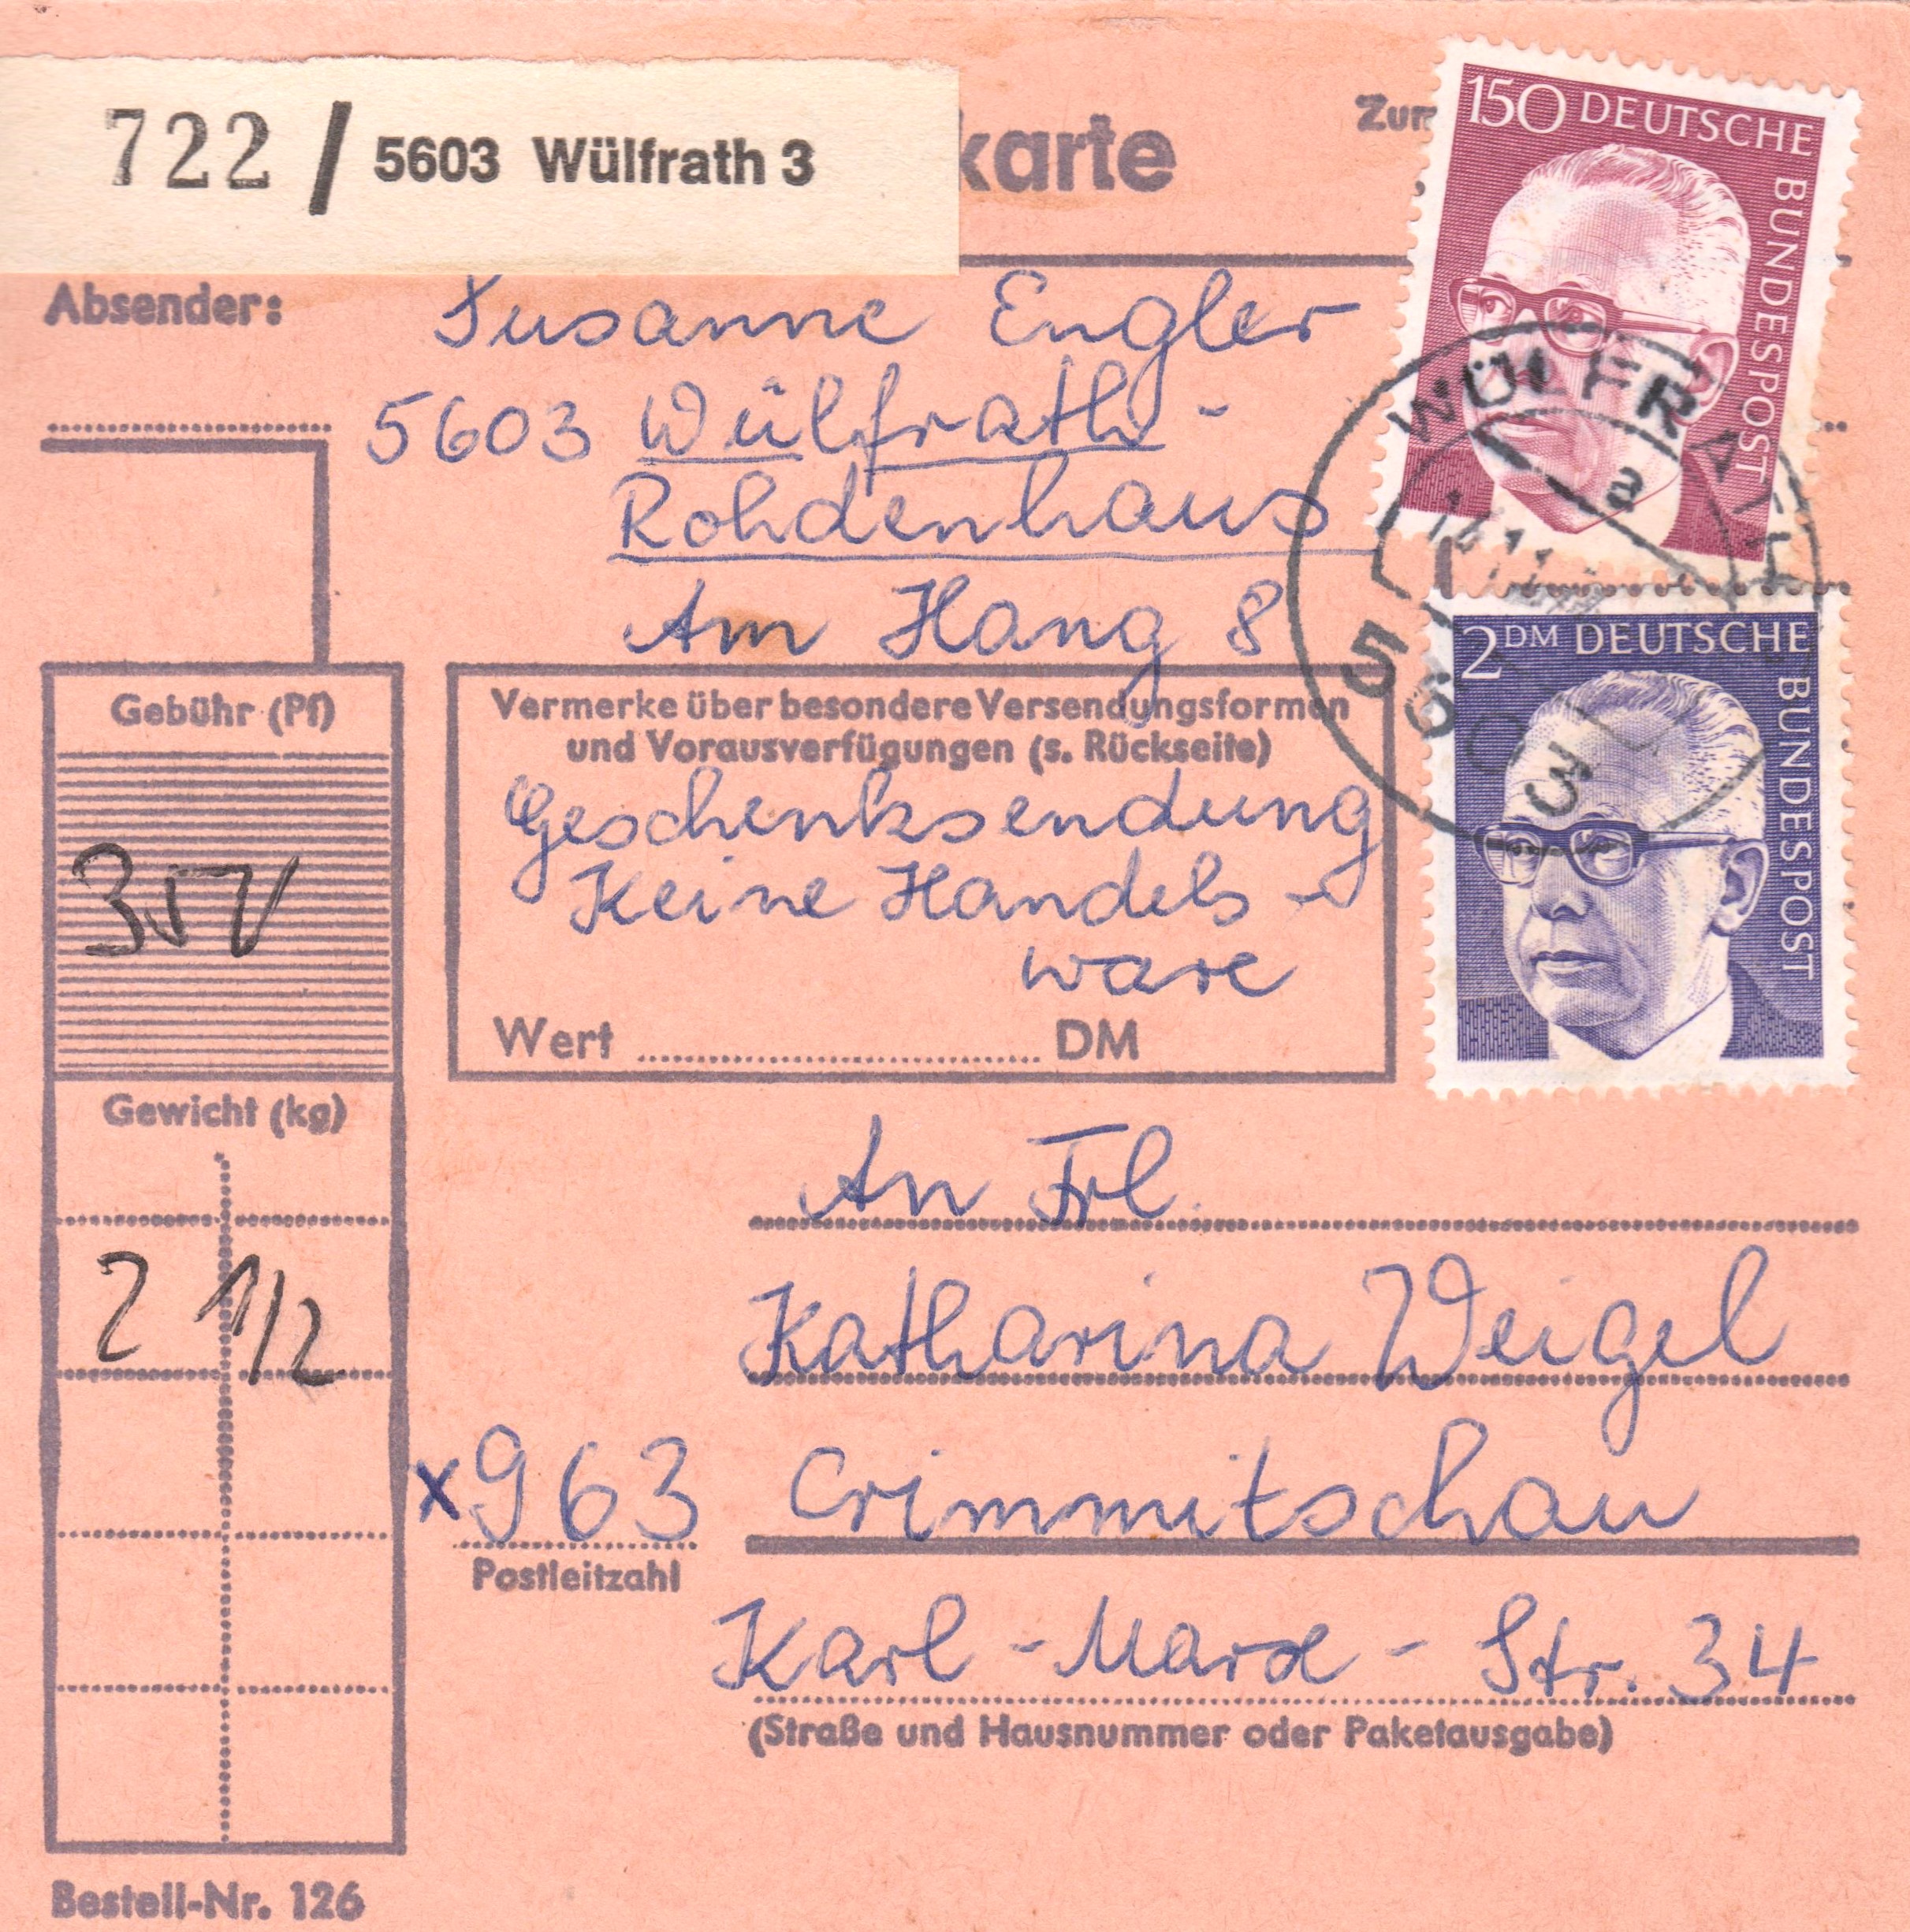 722 / 5603 Wülfrath 3
karte
Zur
Absender:
Susanne Engler
5603 Wülfrath-
Rohdenhaus
Am Hang 8
150 DEUTSCHE BUNDESPOST
WÜLFRATH
a
5603
2 DM DEUTSCHE BUNDESPOST
Gebühr (Pf)
350
Vermerke über besondere Versendungsformen
und Vorausverfügungen (s. Rückseite)
Geschenksendung
Keine Handels-
ware
Wert DM
Gewicht (kg)
2 1/2
An Frl.
Katharina Weigel
x963 Crimmitschau
Postleitzahl
Karl-Marx-Str. 34
(Straße und Hausnummer oder Paketausgabe)
Bestell-Nr. 126